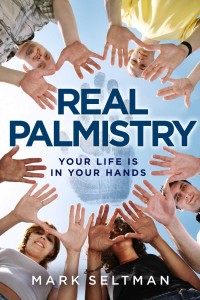 REAL
PALMISTRY
YOUR LIFE IS
IN YOUR HANDS
MARK SELTMAN